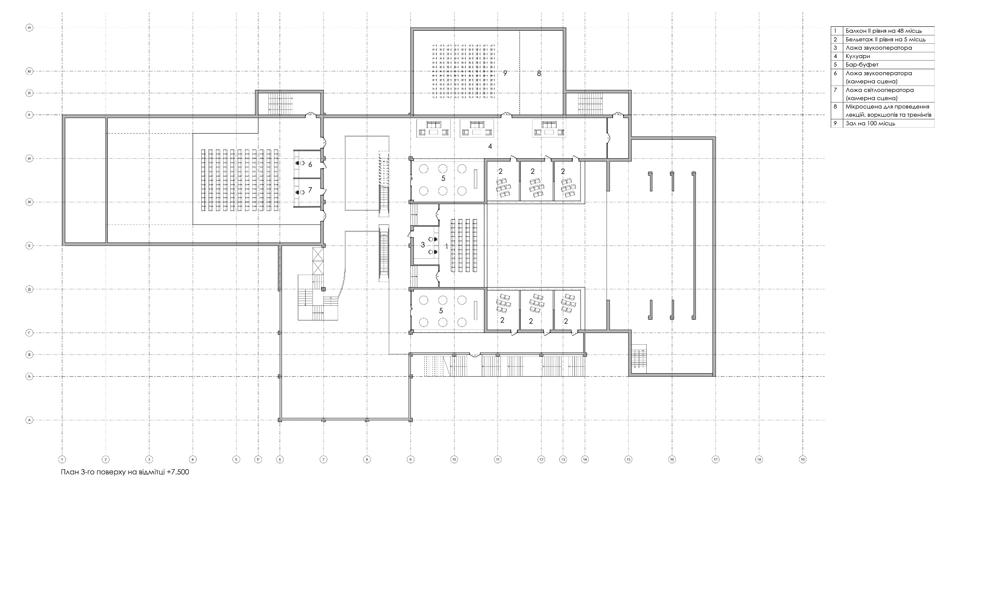 Н
М
Л
К
И
Ж
Е
Д
Г
В
Б
А
9
8
4
6
7
5
2
2
2
3
1
5
2
2
2
1 2 3 4 5 5' 6 7 8 9 10 11 12 13 14 15 16 17 18 19
План 3-го поверху на відмітці +7.500
1 Балкон II рівня на 48 місць
2 Бельетаж II рівня на 5 місць
3 Ложа звукооператора
4 Кулуари
5 Бар-буфет
6 Ложа звукооператора
(камерна сцена)
7 Ложа світлооператора
(камерна сцена)
8 Мікросцена для проведення
лекцій, воркшопів та тренінгів
9 Зал на 100 місць